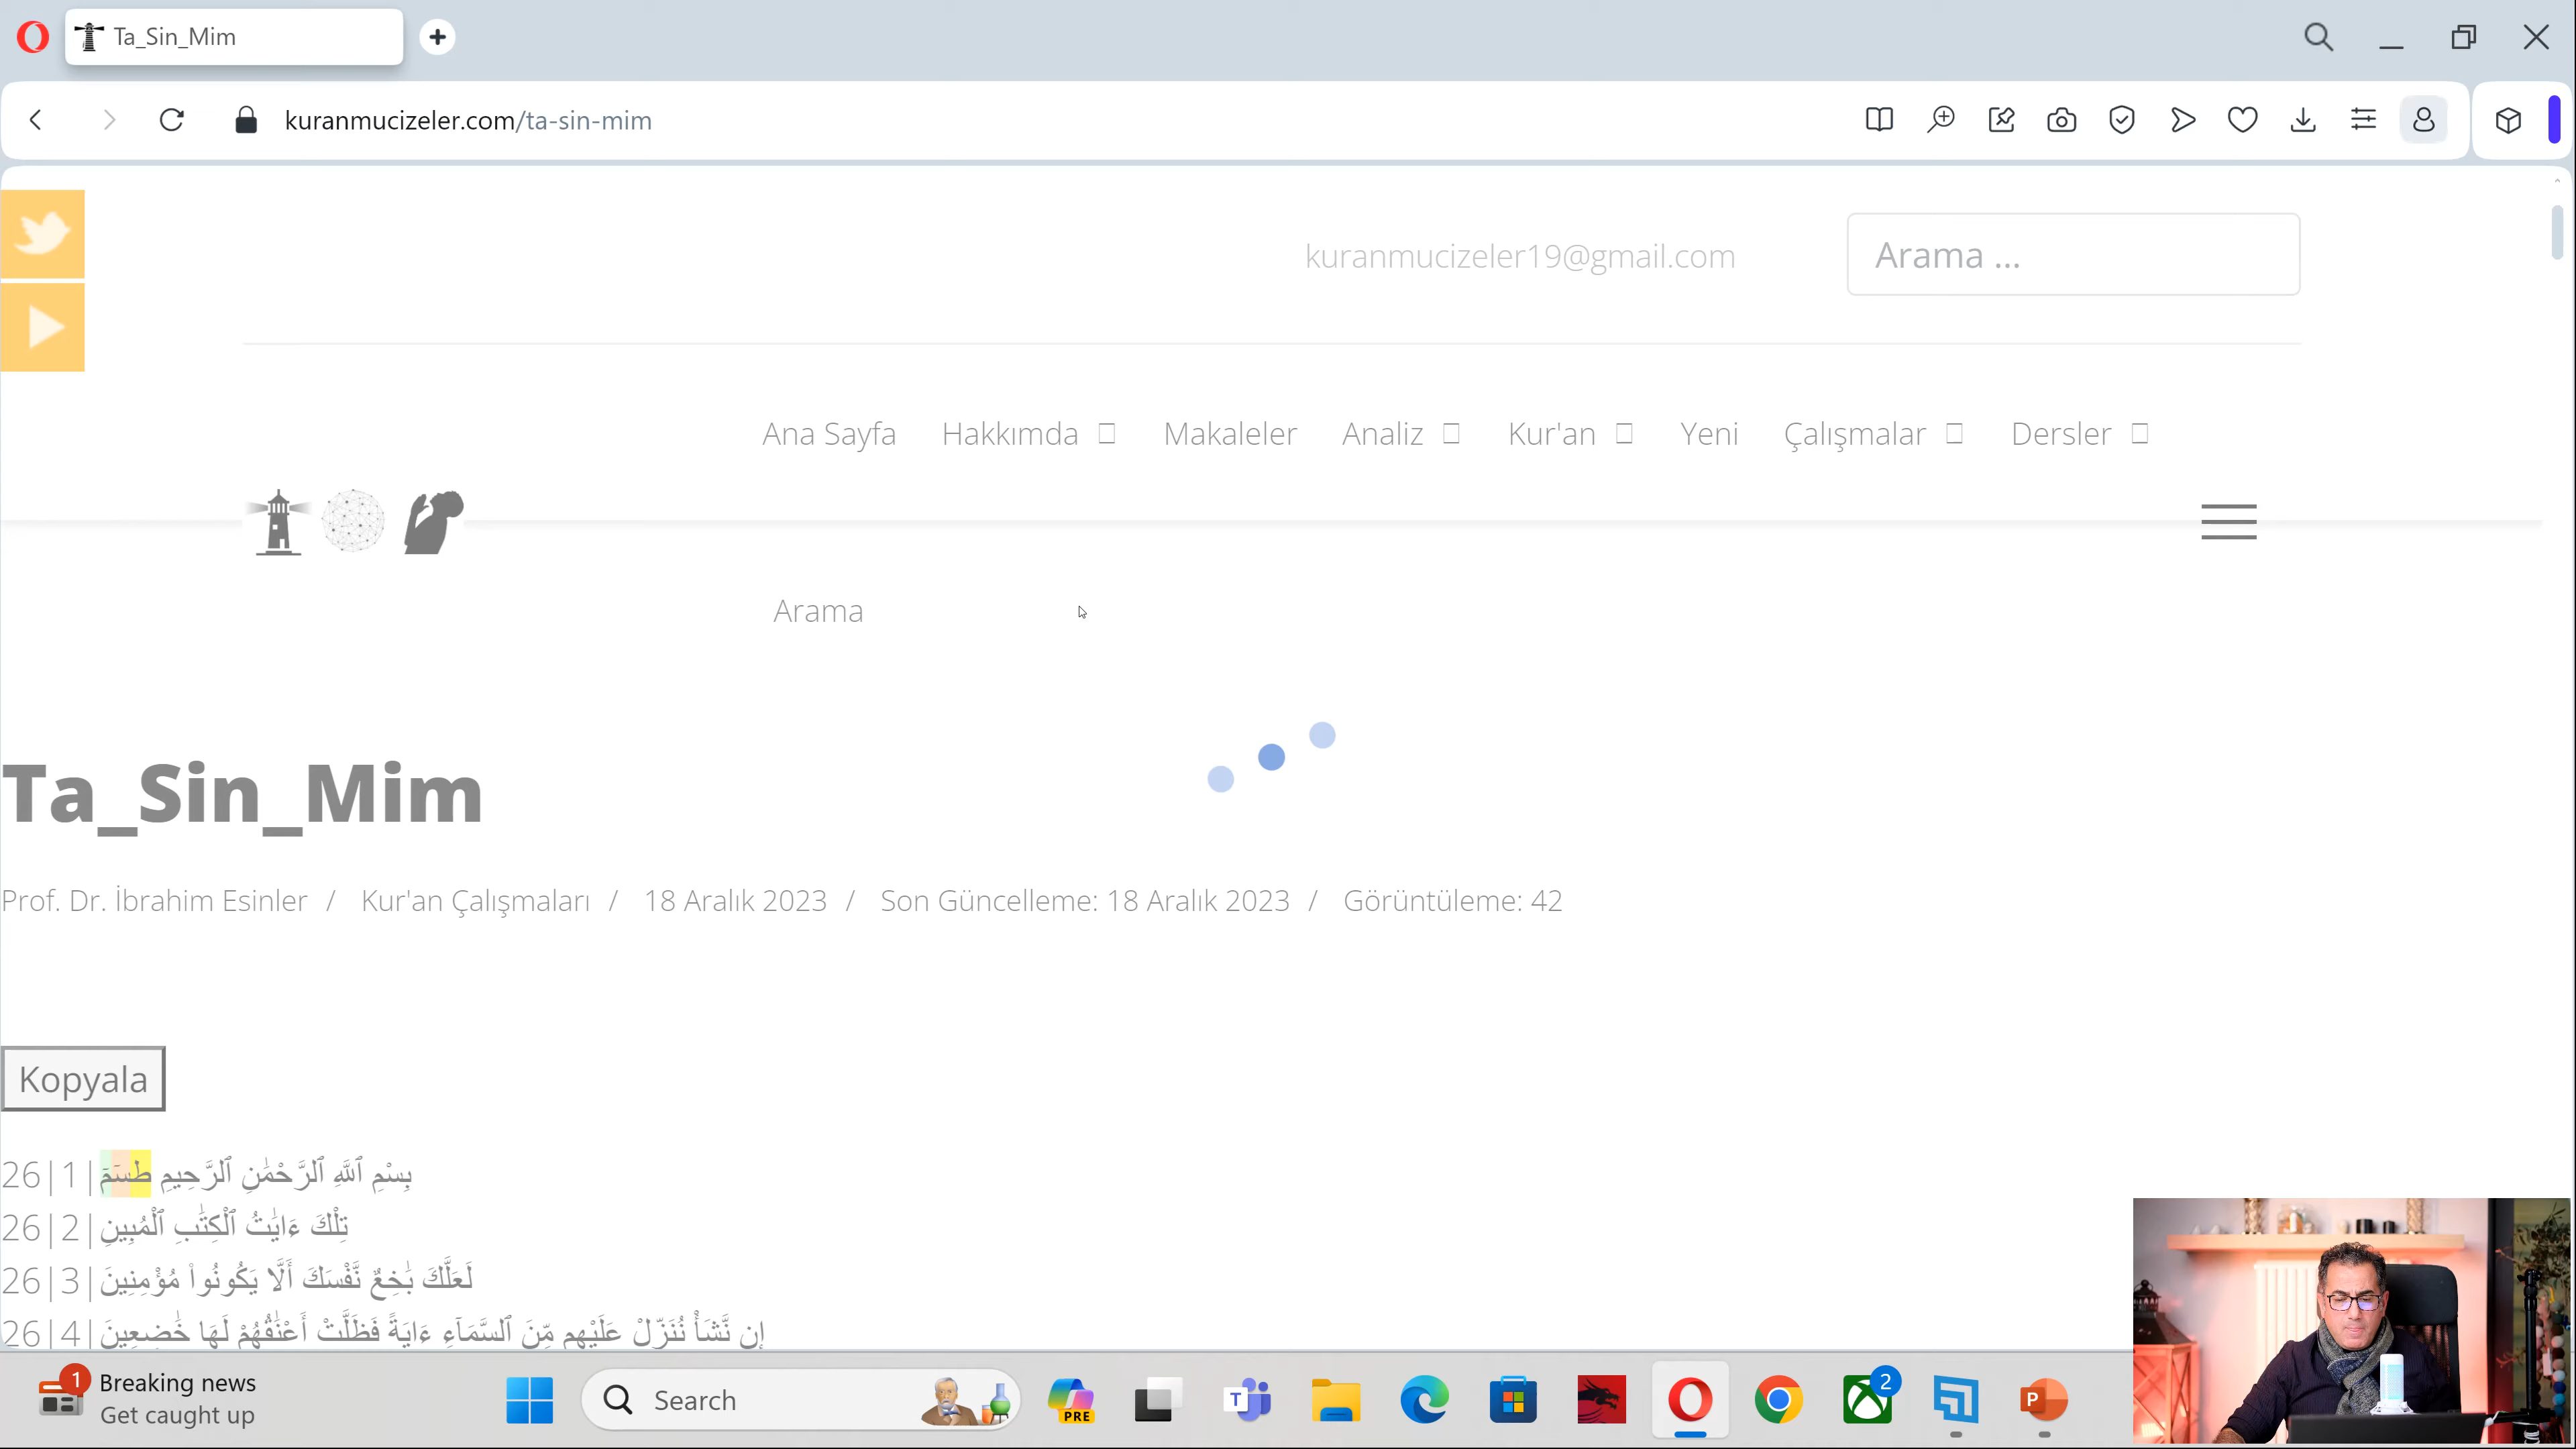 Ta_Sin_Mim
kuranmucizeler.com/ta-sin-mim
kuranmucizeler19@gmail.com
Arama ...
Ana Sayfa Hakkımda Makaleler Analiz Kur'an Yeni Çalışmalar Dersler
Arama
Ta_Sin_Mim
Prof. Dr. İbrahim Esinler / Kur'an Çalışmaları / 18 Aralık 2023 / Son Güncelleme: 18 Aralık 2023 / Görüntüleme: 42
Kopyala
26|1|بِسْمِ ٱللَّهِ ٱلرَّحْمَٰنِ ٱلرَّحِيمِ طسٓمٓ
26|2|تِلْكَ ءَايَٰتُ ٱلْكِتَٰبِ ٱلْمُبِينِ
26|3|لَعَلَّكَ بَٰخِعٌ نَّفْسَكَ أَلَّا يَكُونُوا۟ مُؤْمِنِينَ
26|4|إِن نَّشَأْ نُنَزِّلْ عَلَيْهِم مِّنَ ٱلسَّمَآءِ ءَايَةً فَظَلَّتْ أَعْنَٰقُهُمْ لَهَا خَٰضِعِينَ
1
Breaking news
Get caught up
Search
PRE
T
2
P